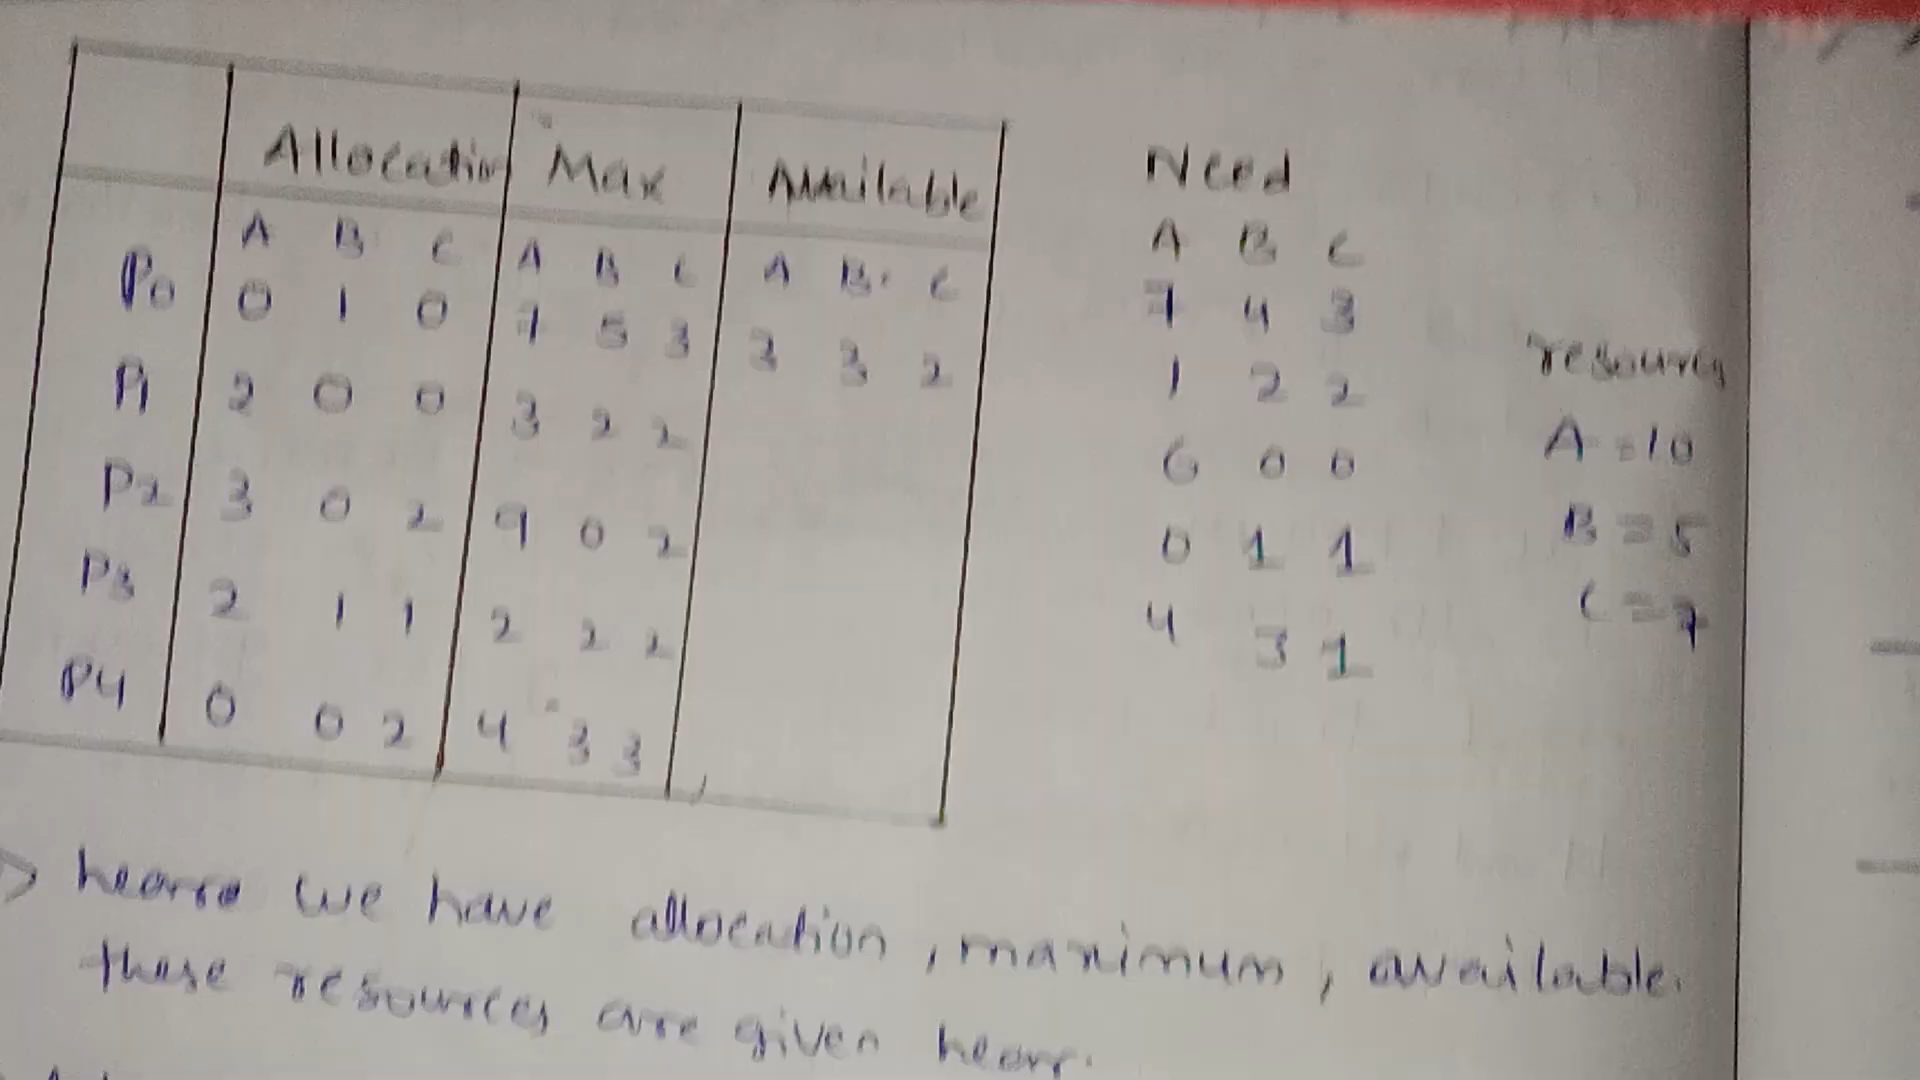 Allocation Max Available Need
A B C A B C A B C A B C
P0 0 1 0 7 5 3 3 3 2 7 4 3
P1 2 0 0 3 2 2 1 2 2
P2 3 0 2 9 0 2 6 0 0
P3 2 1 1 2 2 2 0 1 1
P4 0 0 2 4 3 3 4 3 1
A = 10
B = 5
C = 7
we have allocation, maximum, available.
these resources are given hear.